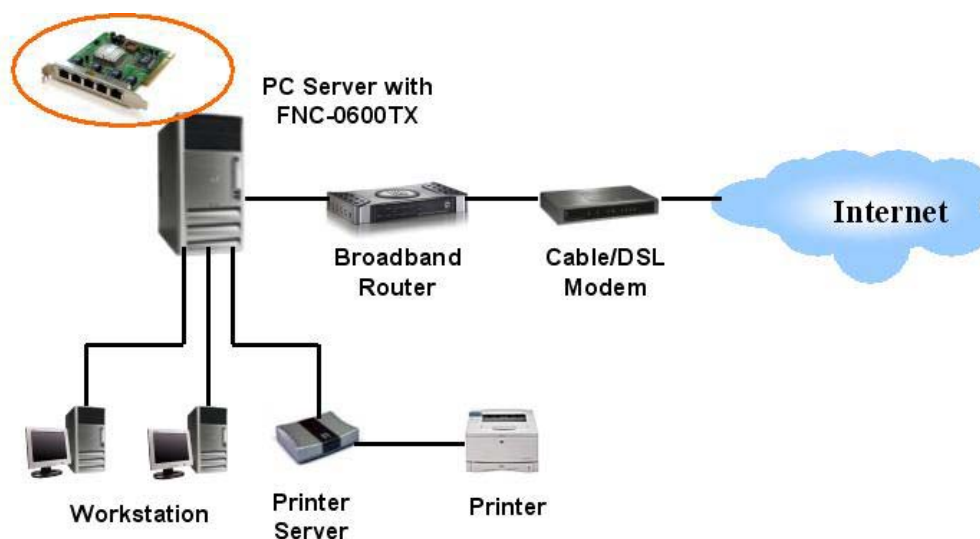 PC Server with
FNC-0600TX
Broadband
Router
Cable/DSL
Modem
Internet
Workstation
Printer
Server
Printer